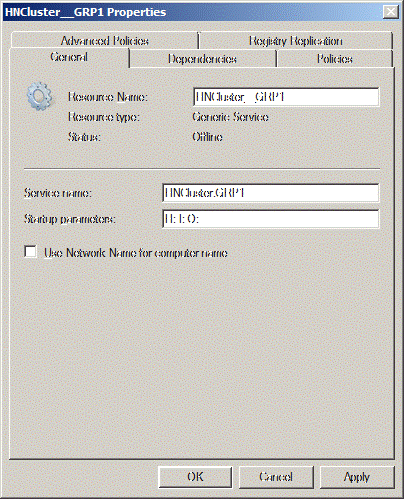 HNCluster__GRP1 Properties
Advanced Policies
Registry Replication
General
Dependencies
Policies
Resource Name:
HNCluster__GRP1
Resource type:
Generic Service
Status:
Offline
Service name:
HNCluster.GRP1
Startup parameters:
Use Network Name for computer name
OK
Cancel
Apply